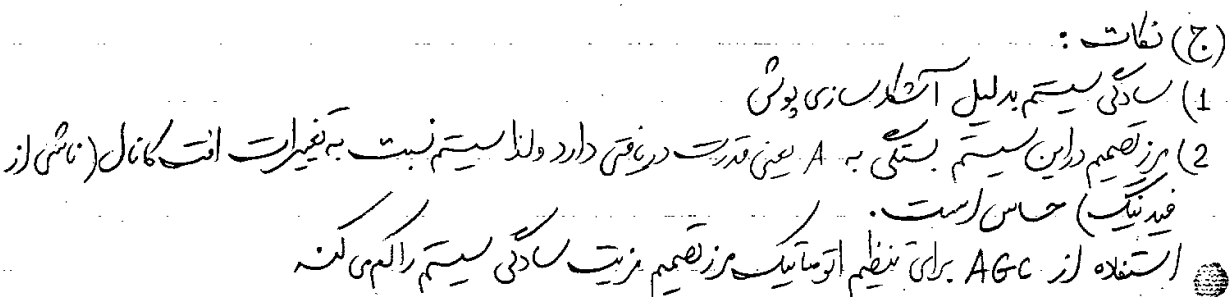 (ج) نکات :
1) سادگی سیستم بدلیل آشکارسازی پوش
2) مرز تصمیم در این سیستم بستگی به A یعنی قدرت دریافتی دارد ولذا سیستم نسبت به تغییرات افت کانال (ناشی از
فیدینگ) حساس است.
استفاده از AGC برای تنظیم اتوماتیک مرز تصمیم مزیت سادگی سیستم را کم می کند